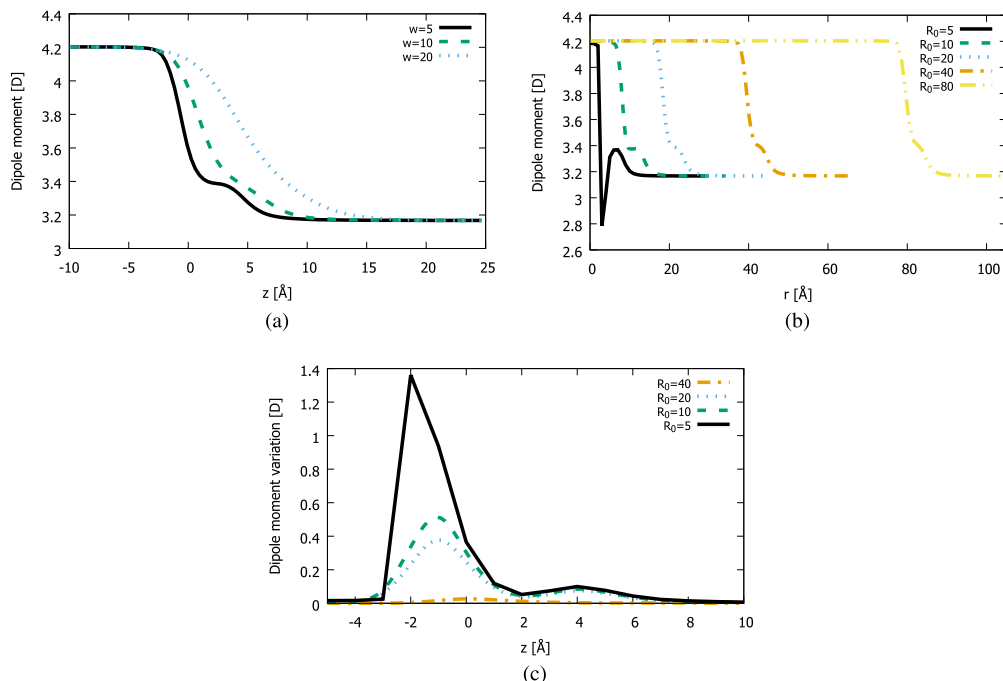 Dipole moment [D]
4.4
4.2
4
3.8
3.6
3.4
3.2
3
w=5
w=10
w=20
-10 -5 0 5 10 15 20 25
z [Å]
(a)
Dipole moment [D]
4.4
4.2
4
3.8
3.6
3.4
3.2
3
2.8
2.6
R₀=5
R₀=10
R₀=20
R₀=40
R₀=80
0 20 40 60 80 100
r [Å]
(b)
Dipole moment variation [D]
1.4
1.2
1
0.8
0.6
0.4
0.2
0
R₀=40
R₀=20
R₀=10
R₀=5
-4 -2 0 2 4 6 8 10
z [Å]
(c)